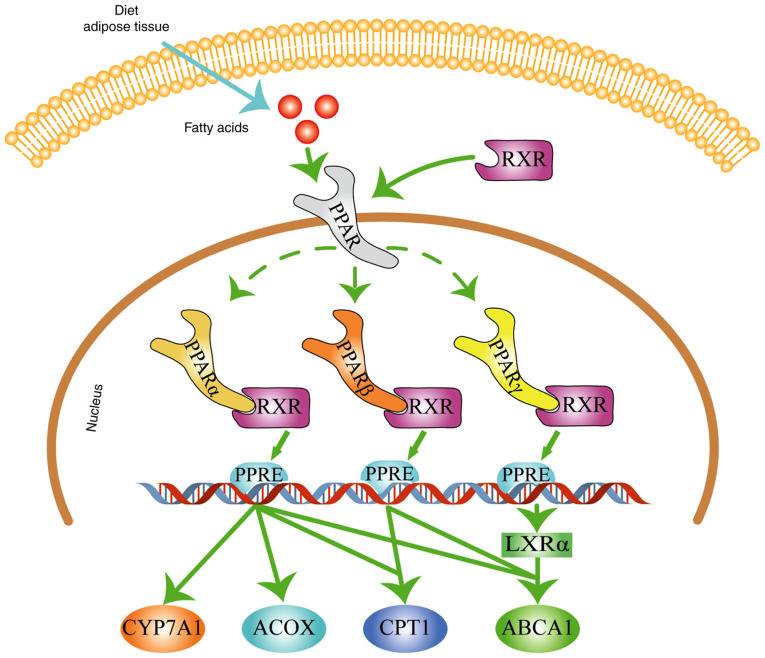 Diet
adipose tissue
Fatty acids
RXR
PPAR
PPARα
PPARβ
PPARγ
RXR
RXR
RXR
Nucleus
PPRE
PPRE
PPRE
LXRα
CYP7A1
ACOX
CPT1
ABCA1